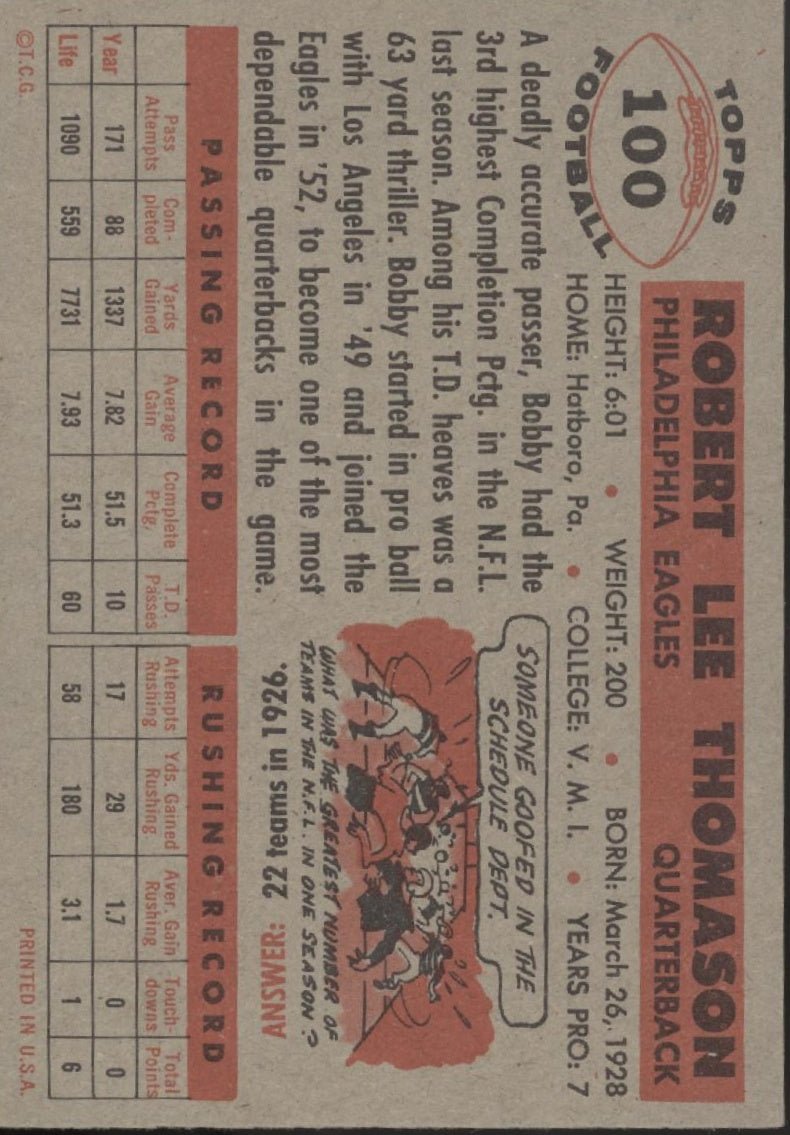 TOPPS
100
FOOTBALL
ROBERT LEE THOMASON
PHILADELPHIA EAGLES QUARTERBACK
HEIGHT: 6:01 • WEIGHT: 200 • BORN: March 26, 1928
HOME: Hatboro, Pa. • COLLEGE: V. M. I. • YEARS PRO: 7
A deadly accurate passer, Bobby had the
3rd highest Completion Pctg. in the N.F.L.
last season. Among his T.D. heaves was a
63 yard thriller. Bobby started in pro ball
with Los Angeles in '49 and joined the
Eagles in '52, to become one of the most
dependable quarterbacks in the game.
SOMEONE GOOFED IN THE
SCHEDULE DEPT.
WHAT WAS THE GREATEST NUMBER OF
TEAMS IN THE N.F.L. IN ONE SEASON?
ANSWER: 22 teams in 1926.
PASSING RECORD
Pass Attempts Com-pleted Yards Gained Average Gain Complete Pctg, T.D. Passes
Year 171 88 1337 7.82 51.5 10
Life 1090 559 7731 7.93 51.3 60
RUSHING RECORD
Attempts Rushing Yds. Gained Rushing Aver. Gain Rushing Touch-downs Total Points
17 29 1.7 0 0
58 180 3.1 1 6
©T.C.G. PRINTED IN U.S.A.